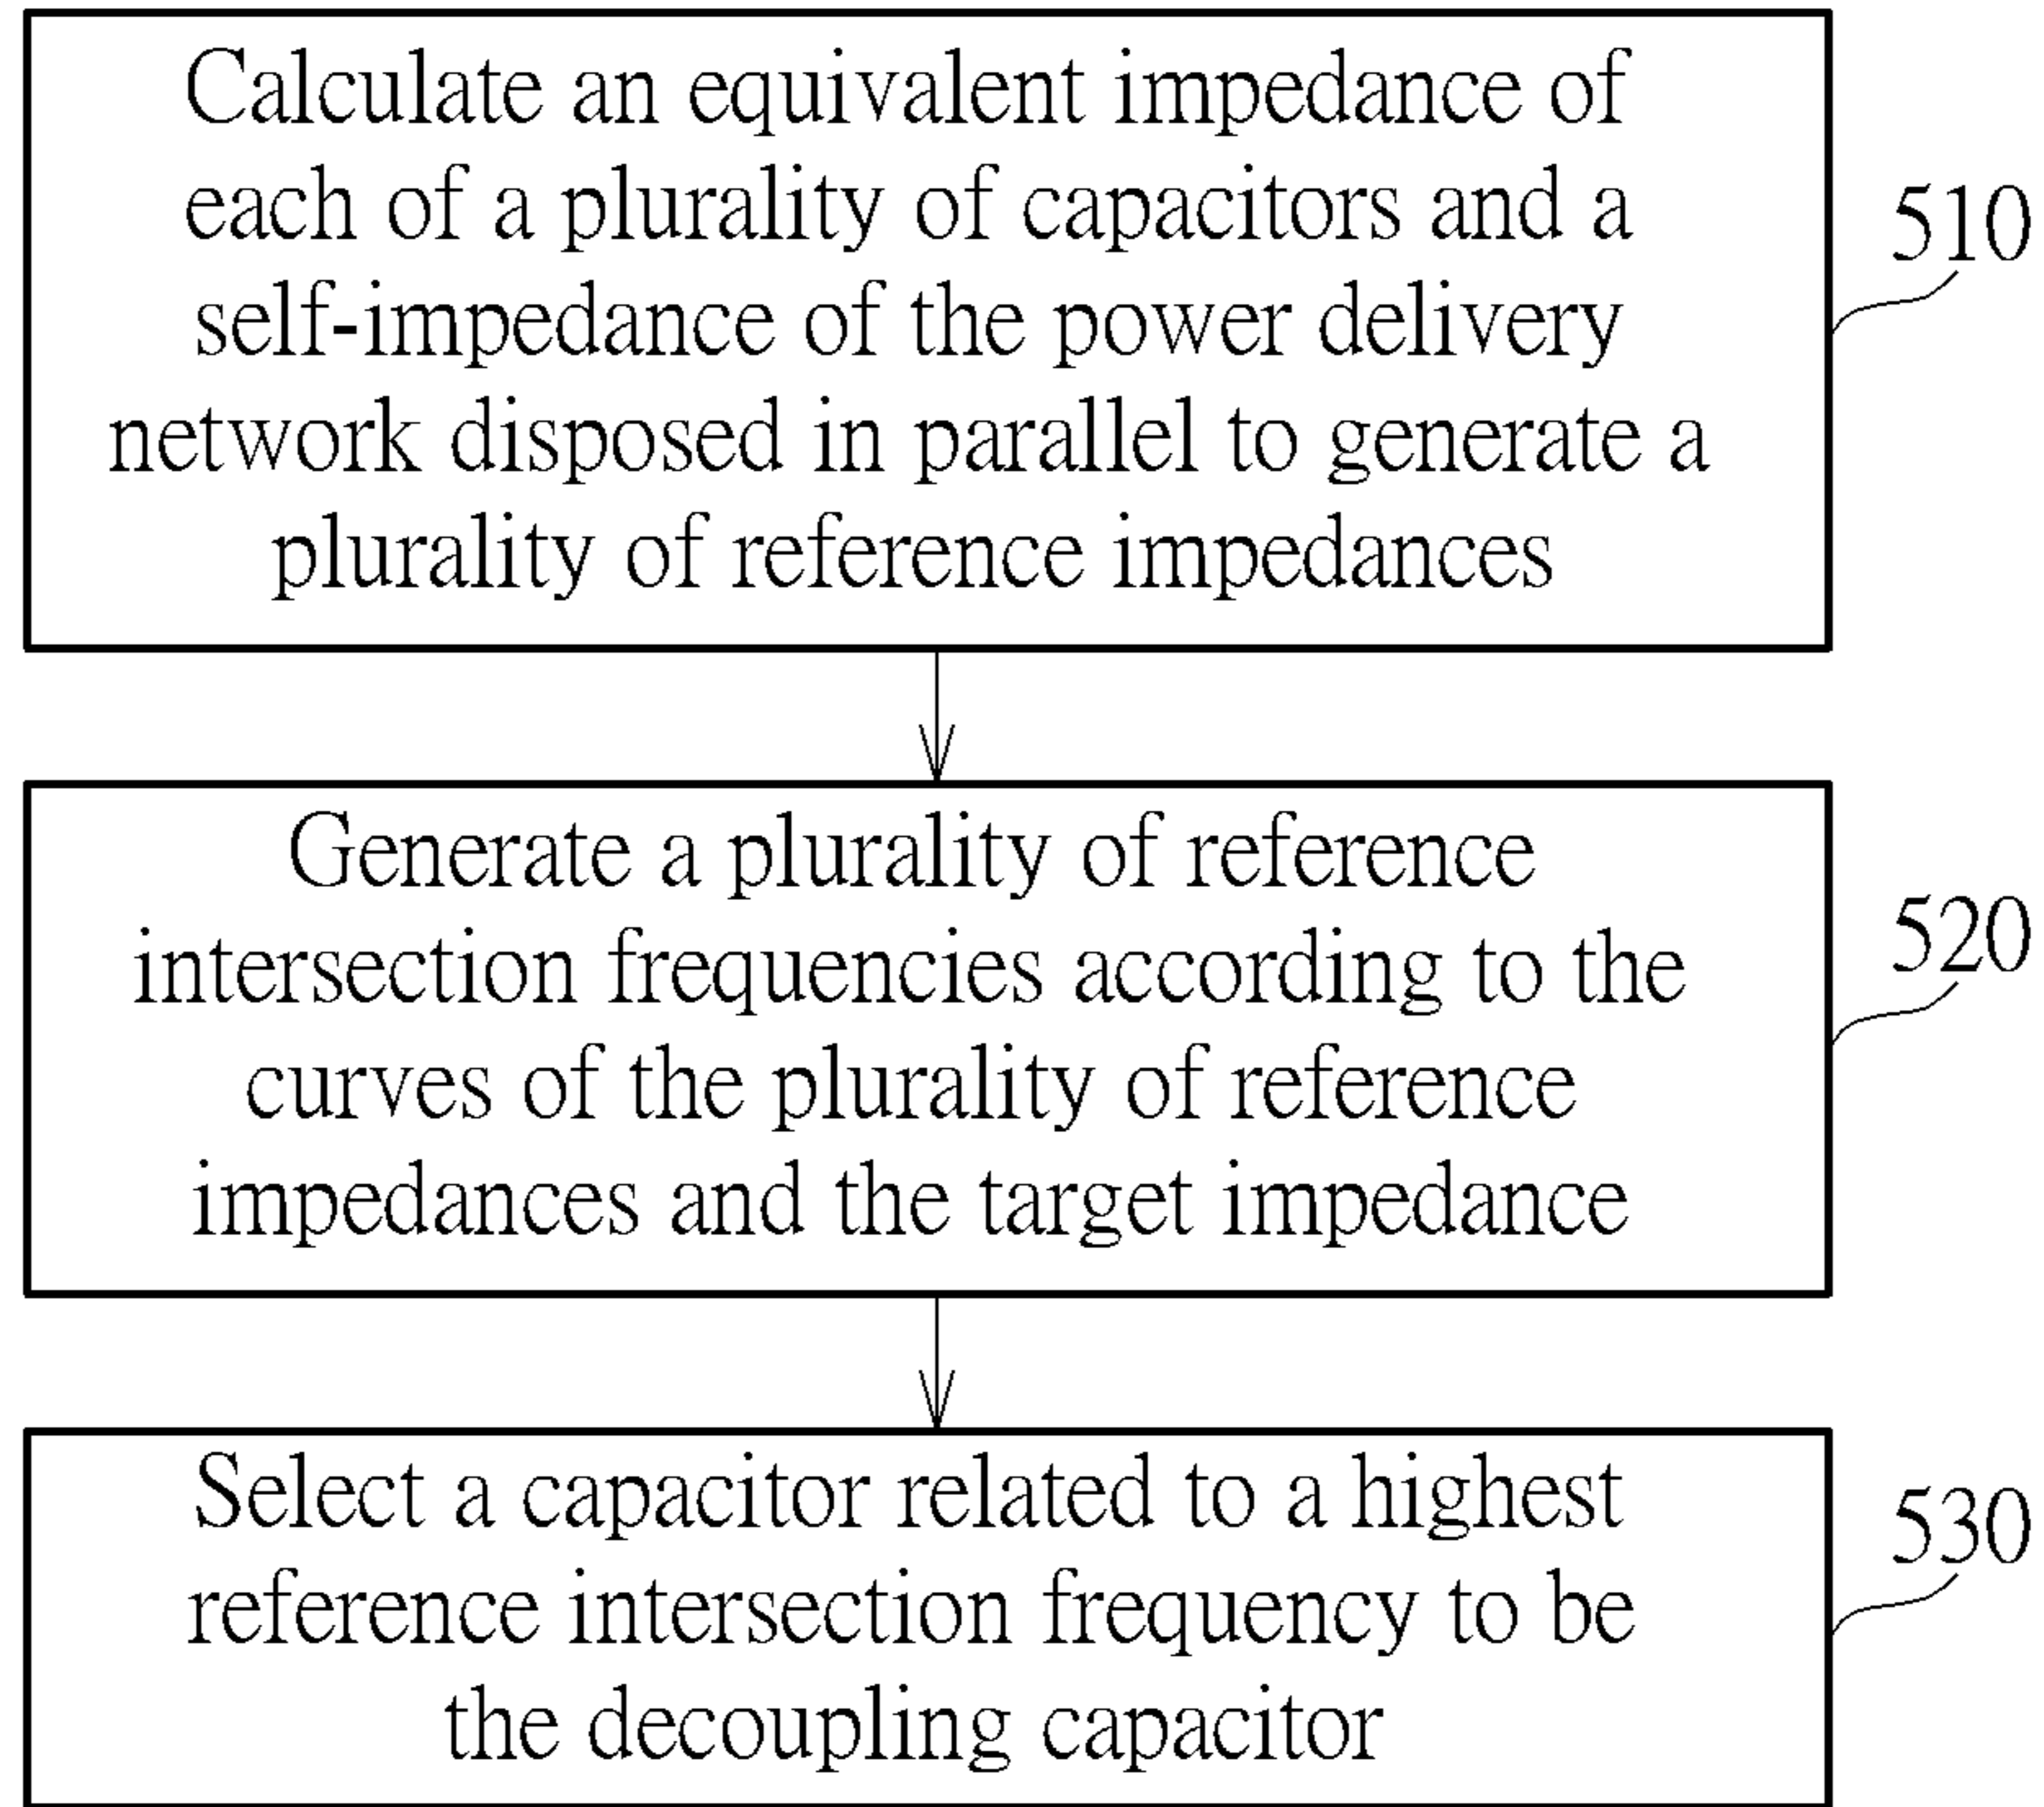 Calculate an equivalent impedance of
each of a plurality of capacitors and a
self-impedance of the power delivery
network disposed in parallel to generate a
plurality of reference impedances
510
Generate a plurality of reference
intersection frequencies according to the
curves of the plurality of reference
impedances and the target impedance
520
Select a capacitor related to a highest
reference intersection frequency to be
the decoupling capacitor
530